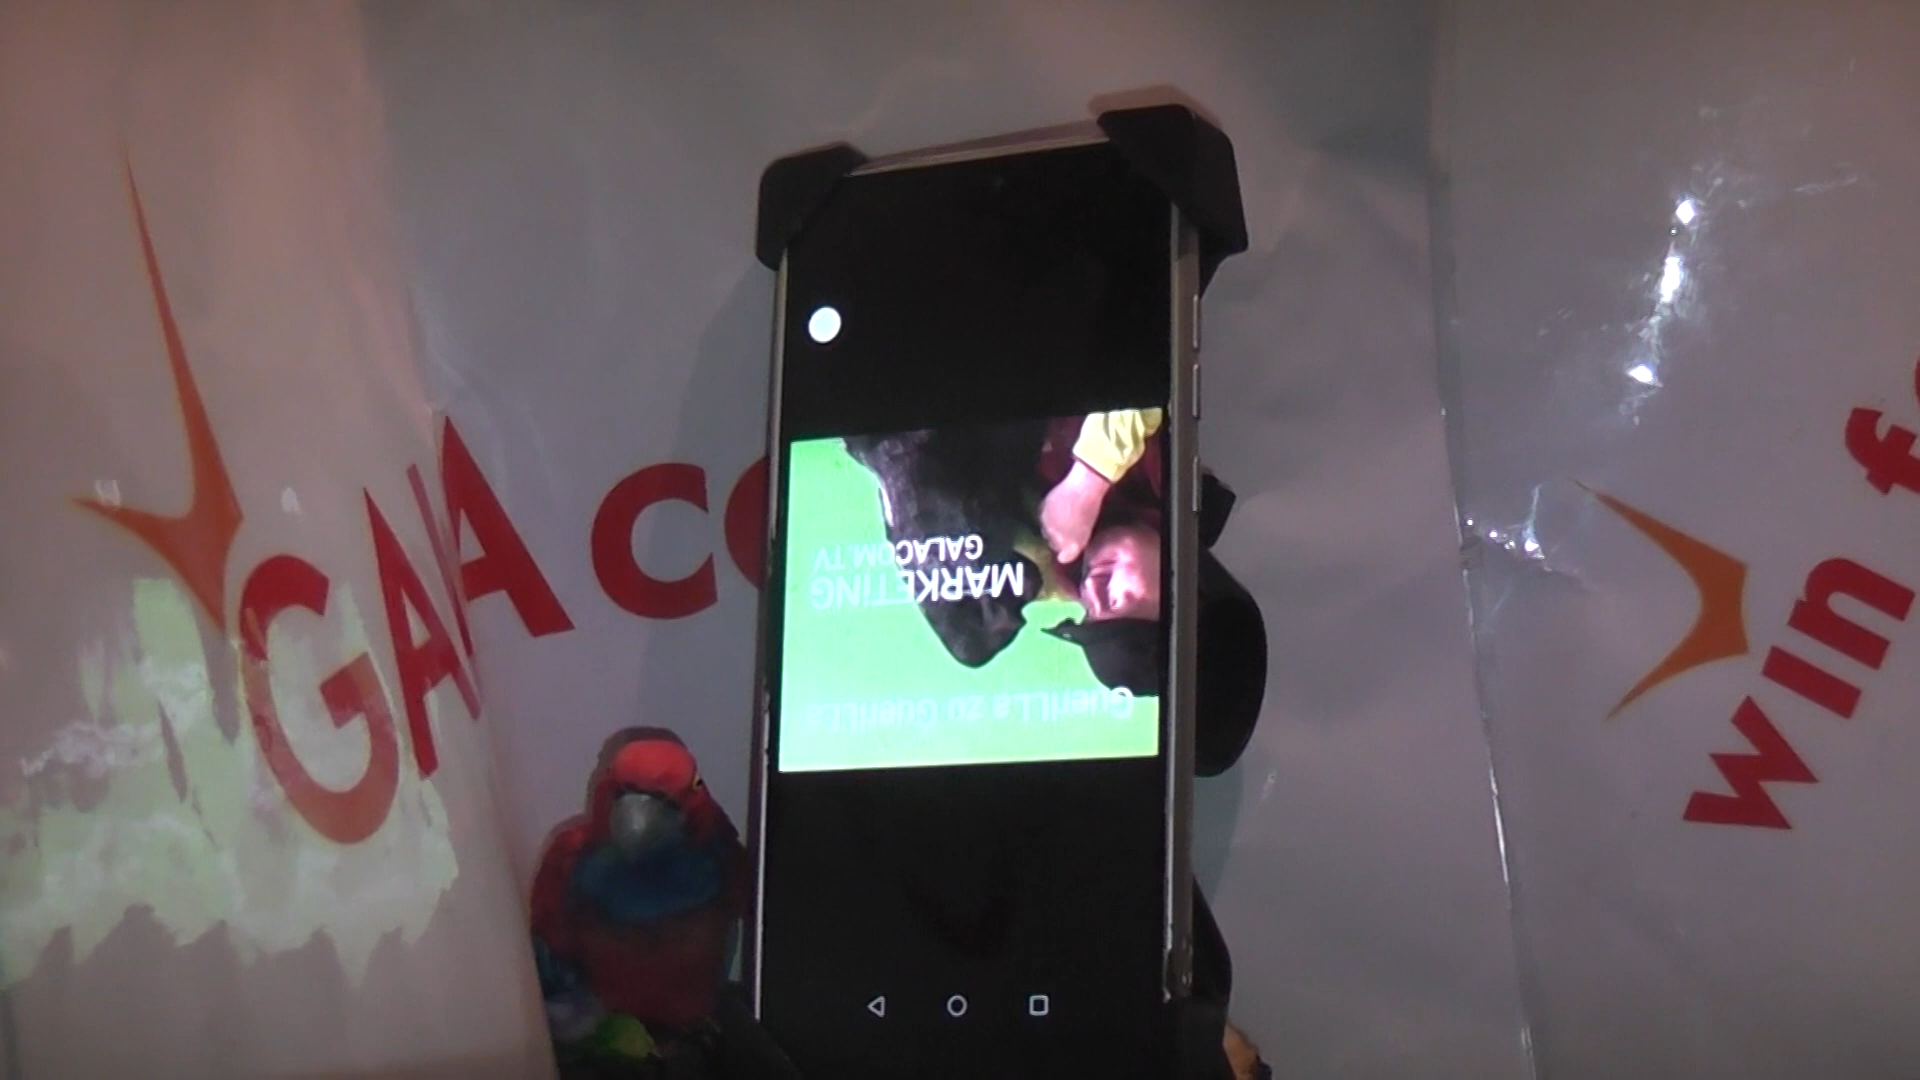 GALA CO
win f
GueriLLa zu GueriLLa
MARKETING
GALACOM.TV